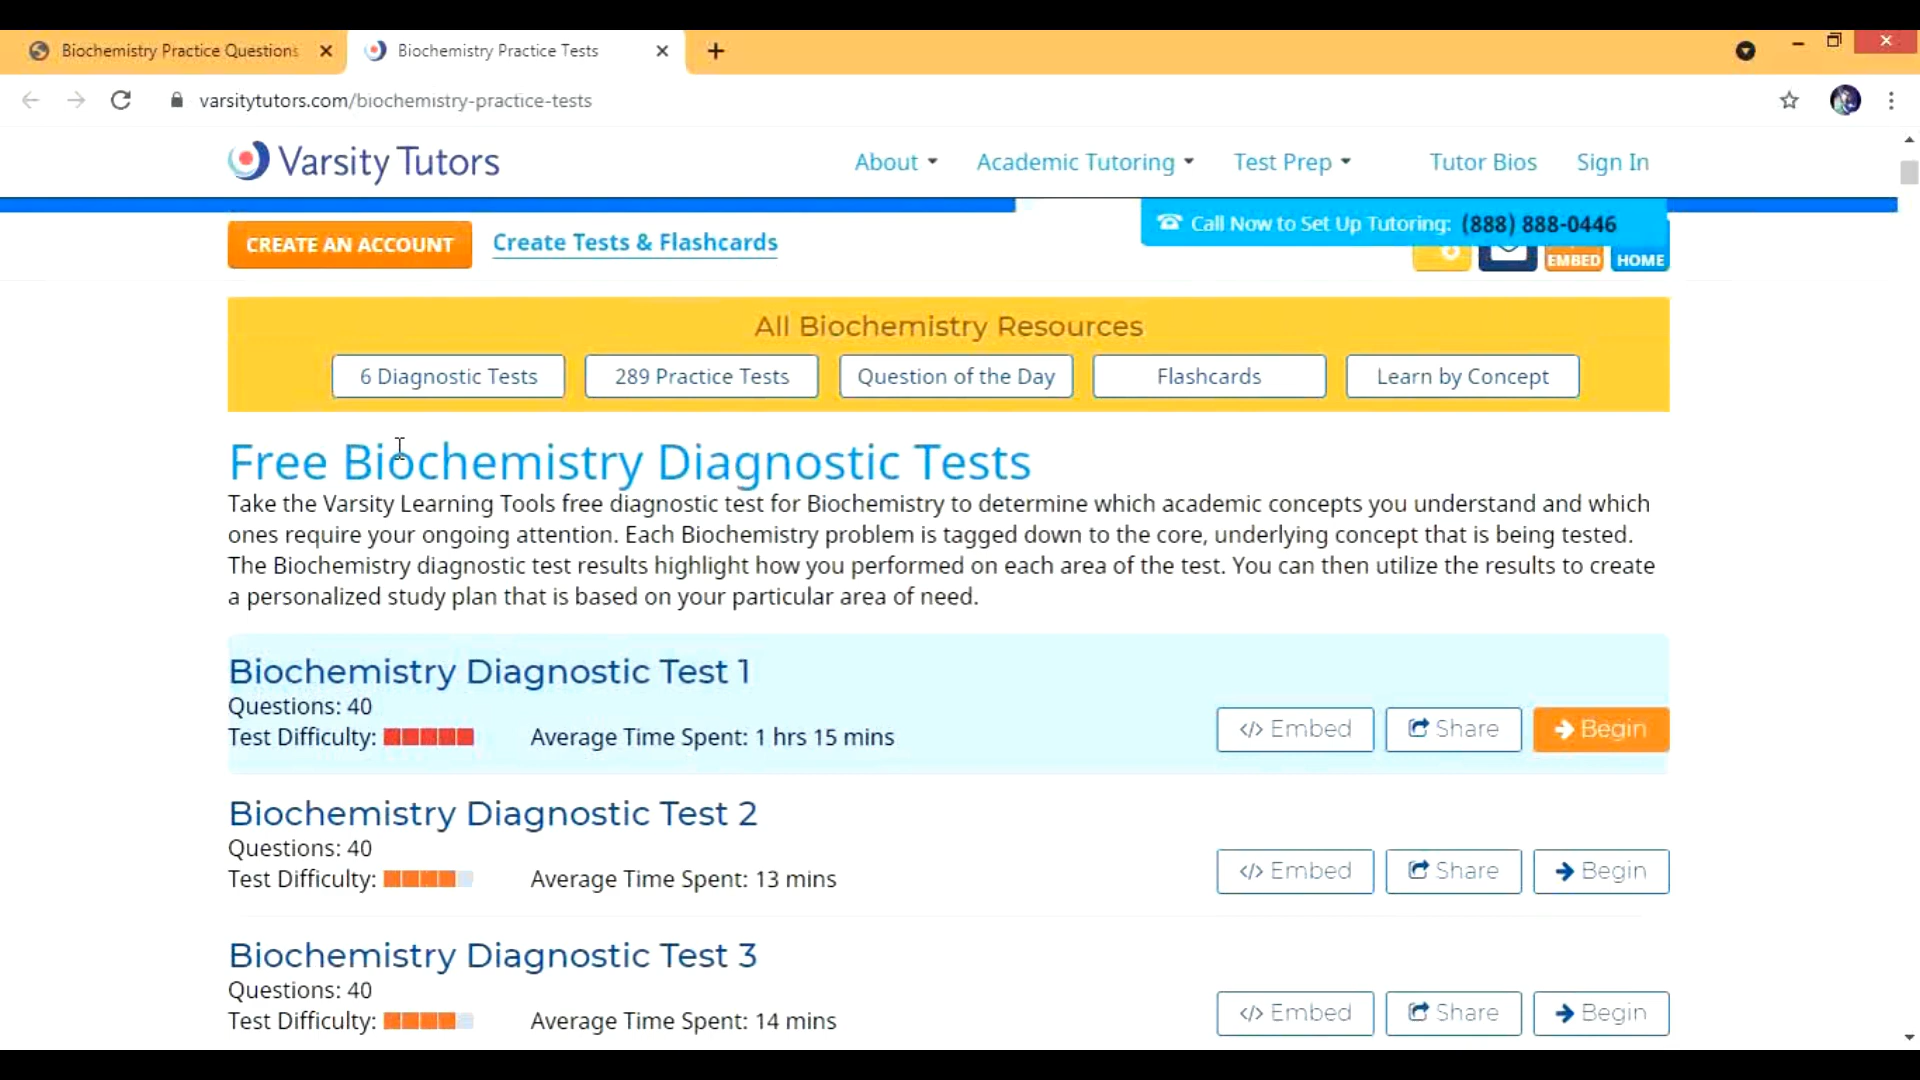 Biochemistry Practice Questions
Biochemistry Practice Tests
varsitytutors.com/biochemistry-practice-tests
Varsity Tutors
About
Academic Tutoring
Test Prep
Tutor Bios
Sign In
Call Now to Set Up Tutoring: (888) 888-0446
CREATE AN ACCOUNT
Create Tests & Flashcards
EMBED
HOME
All Biochemistry Resources
6 Diagnostic Tests
289 Practice Tests
Question of the Day
Flashcards
Learn by Concept
Free Biochemistry Diagnostic Tests
Take the Varsity Learning Tools free diagnostic test for Biochemistry to determine which academic concepts you understand and which
ones require your ongoing attention. Each Biochemistry problem is tagged down to the core, underlying concept that is being tested.
The Biochemistry diagnostic test results highlight how you performed on each area of the test. You can then utilize the results to create
a personalized study plan that is based on your particular area of need.
Biochemistry Diagnostic Test 1
Questions: 40
Test Difficulty:
Average Time Spent: 1 hrs 15 mins
</> Embed
Share
Begin
Biochemistry Diagnostic Test 2
Questions: 40
Test Difficulty:
Average Time Spent: 13 mins
</> Embed
Share
Begin
Biochemistry Diagnostic Test 3
Questions: 40
Test Difficulty:
Average Time Spent: 14 mins
</> Embed
Share
Begin